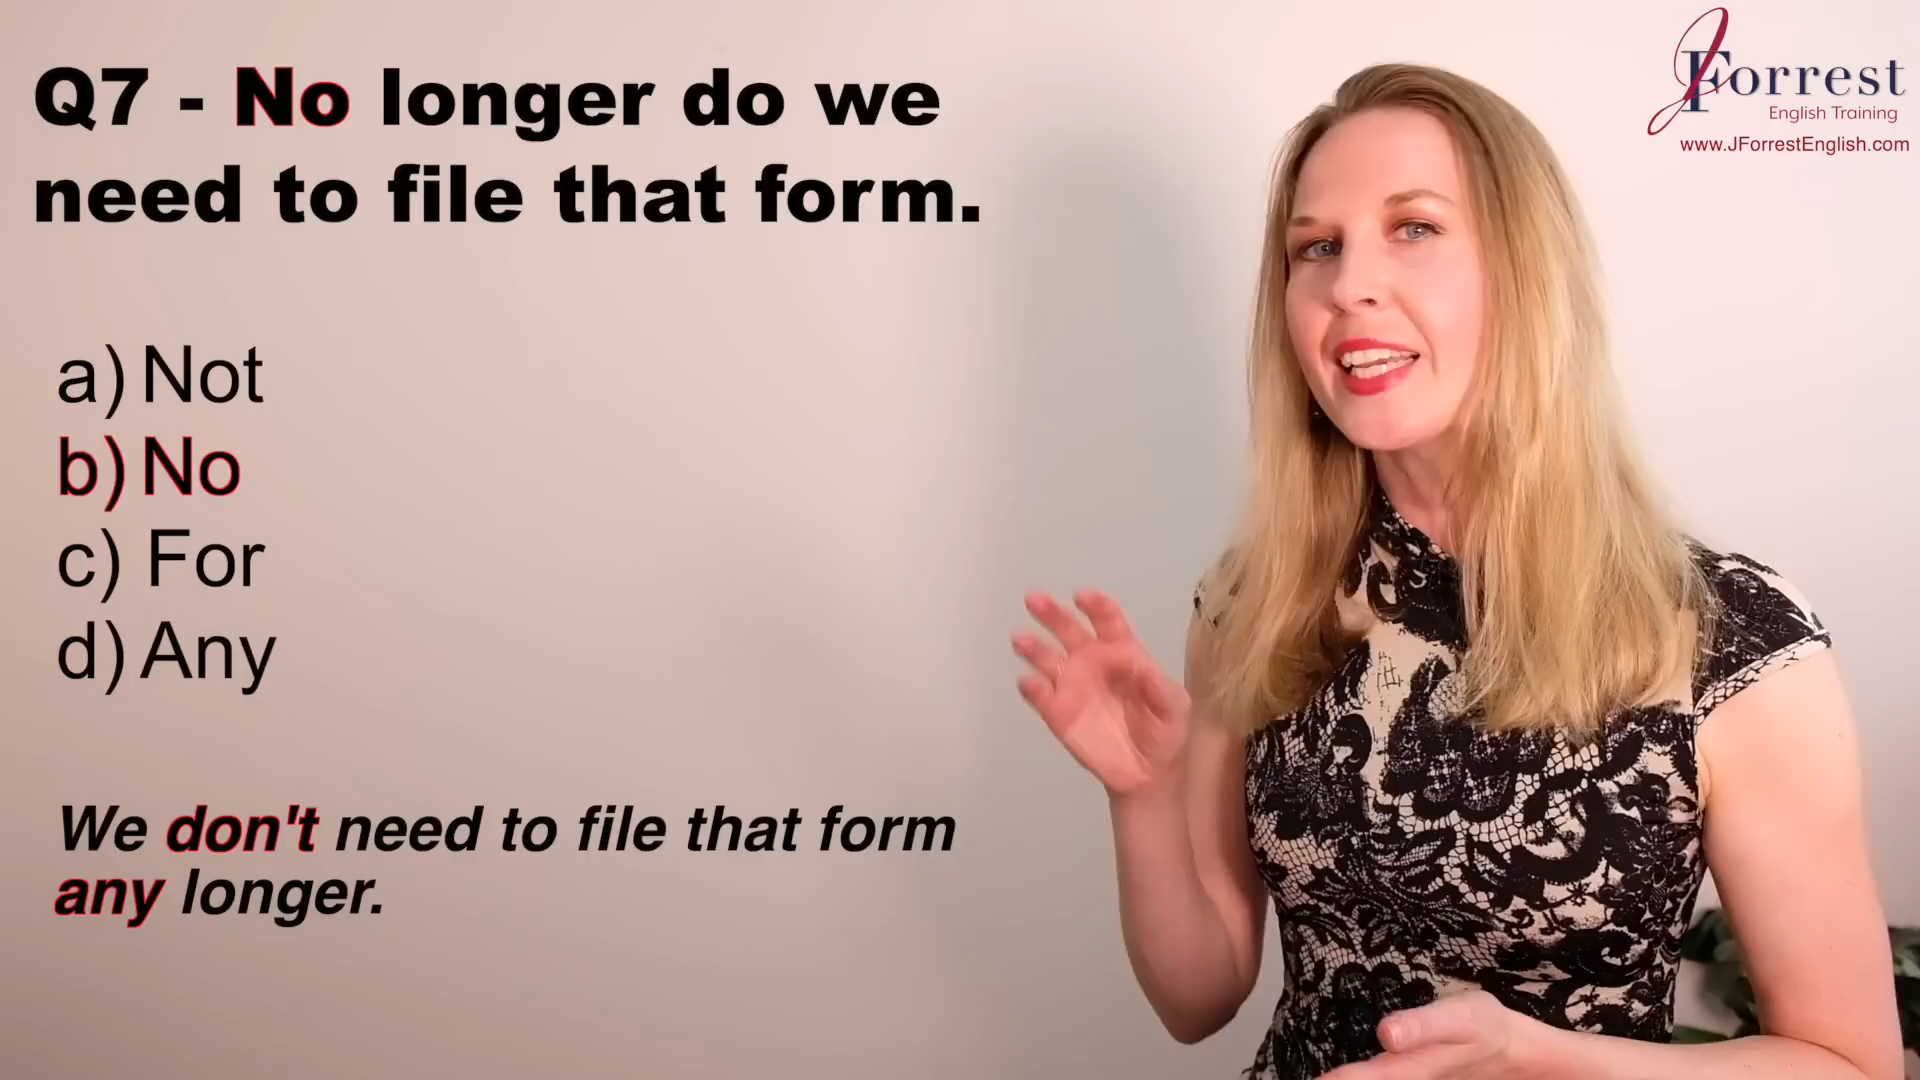 Q7 - No longer do we
need to file that form.
a) Not
b) No
c) For
d) Any
We don't need to file that form
any longer.
JForrest
English Training
www.JForrestEnglish.com